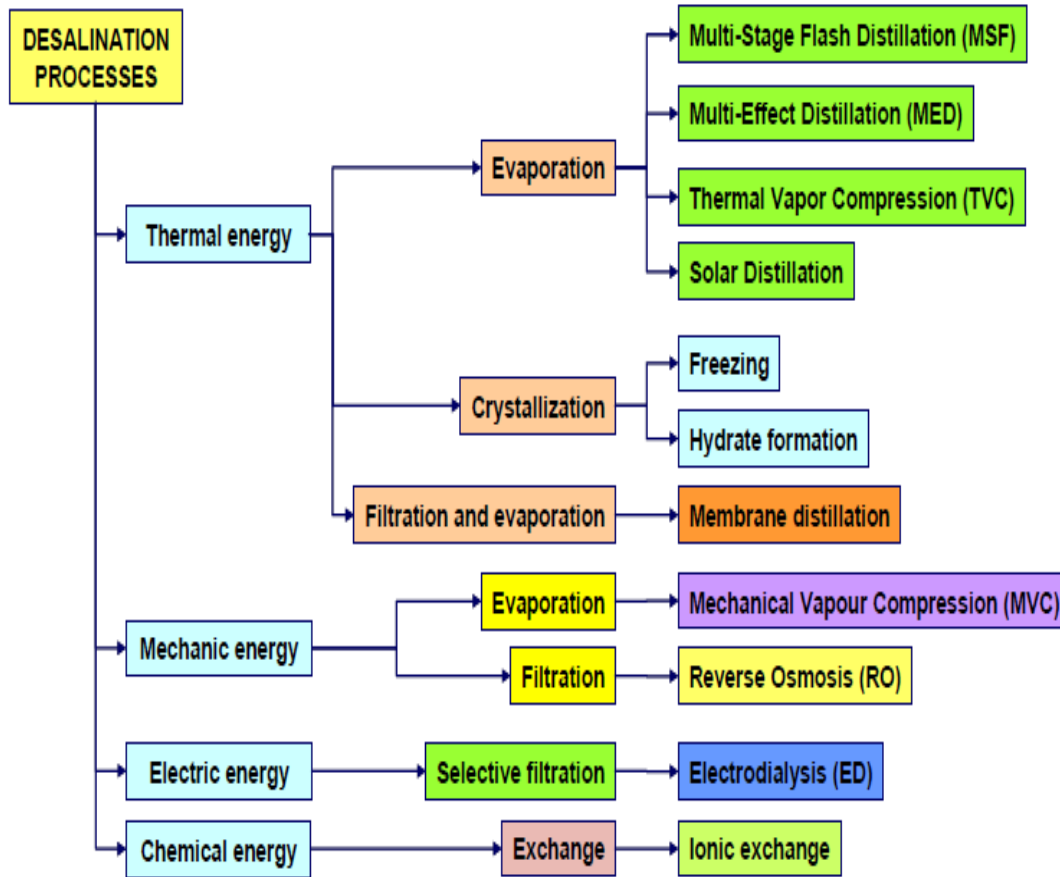 DESALINATION
PROCESSES
Thermal energy
Evaporation
Multi-Stage Flash Distillation (MSF)
Multi-Effect Distillation (MED)
Thermal Vapor Compression (TVC)
Solar Distillation
Crystallization
Freezing
Hydrate formation
Filtration and evaporation
Membrane distillation
Mechanic energy
Evaporation
Mechanical Vapour Compression (MVC)
Filtration
Reverse Osmosis (RO)
Electric energy
Selective filtration
Electrodialysis (ED)
Chemical energy
Exchange
Ionic exchange